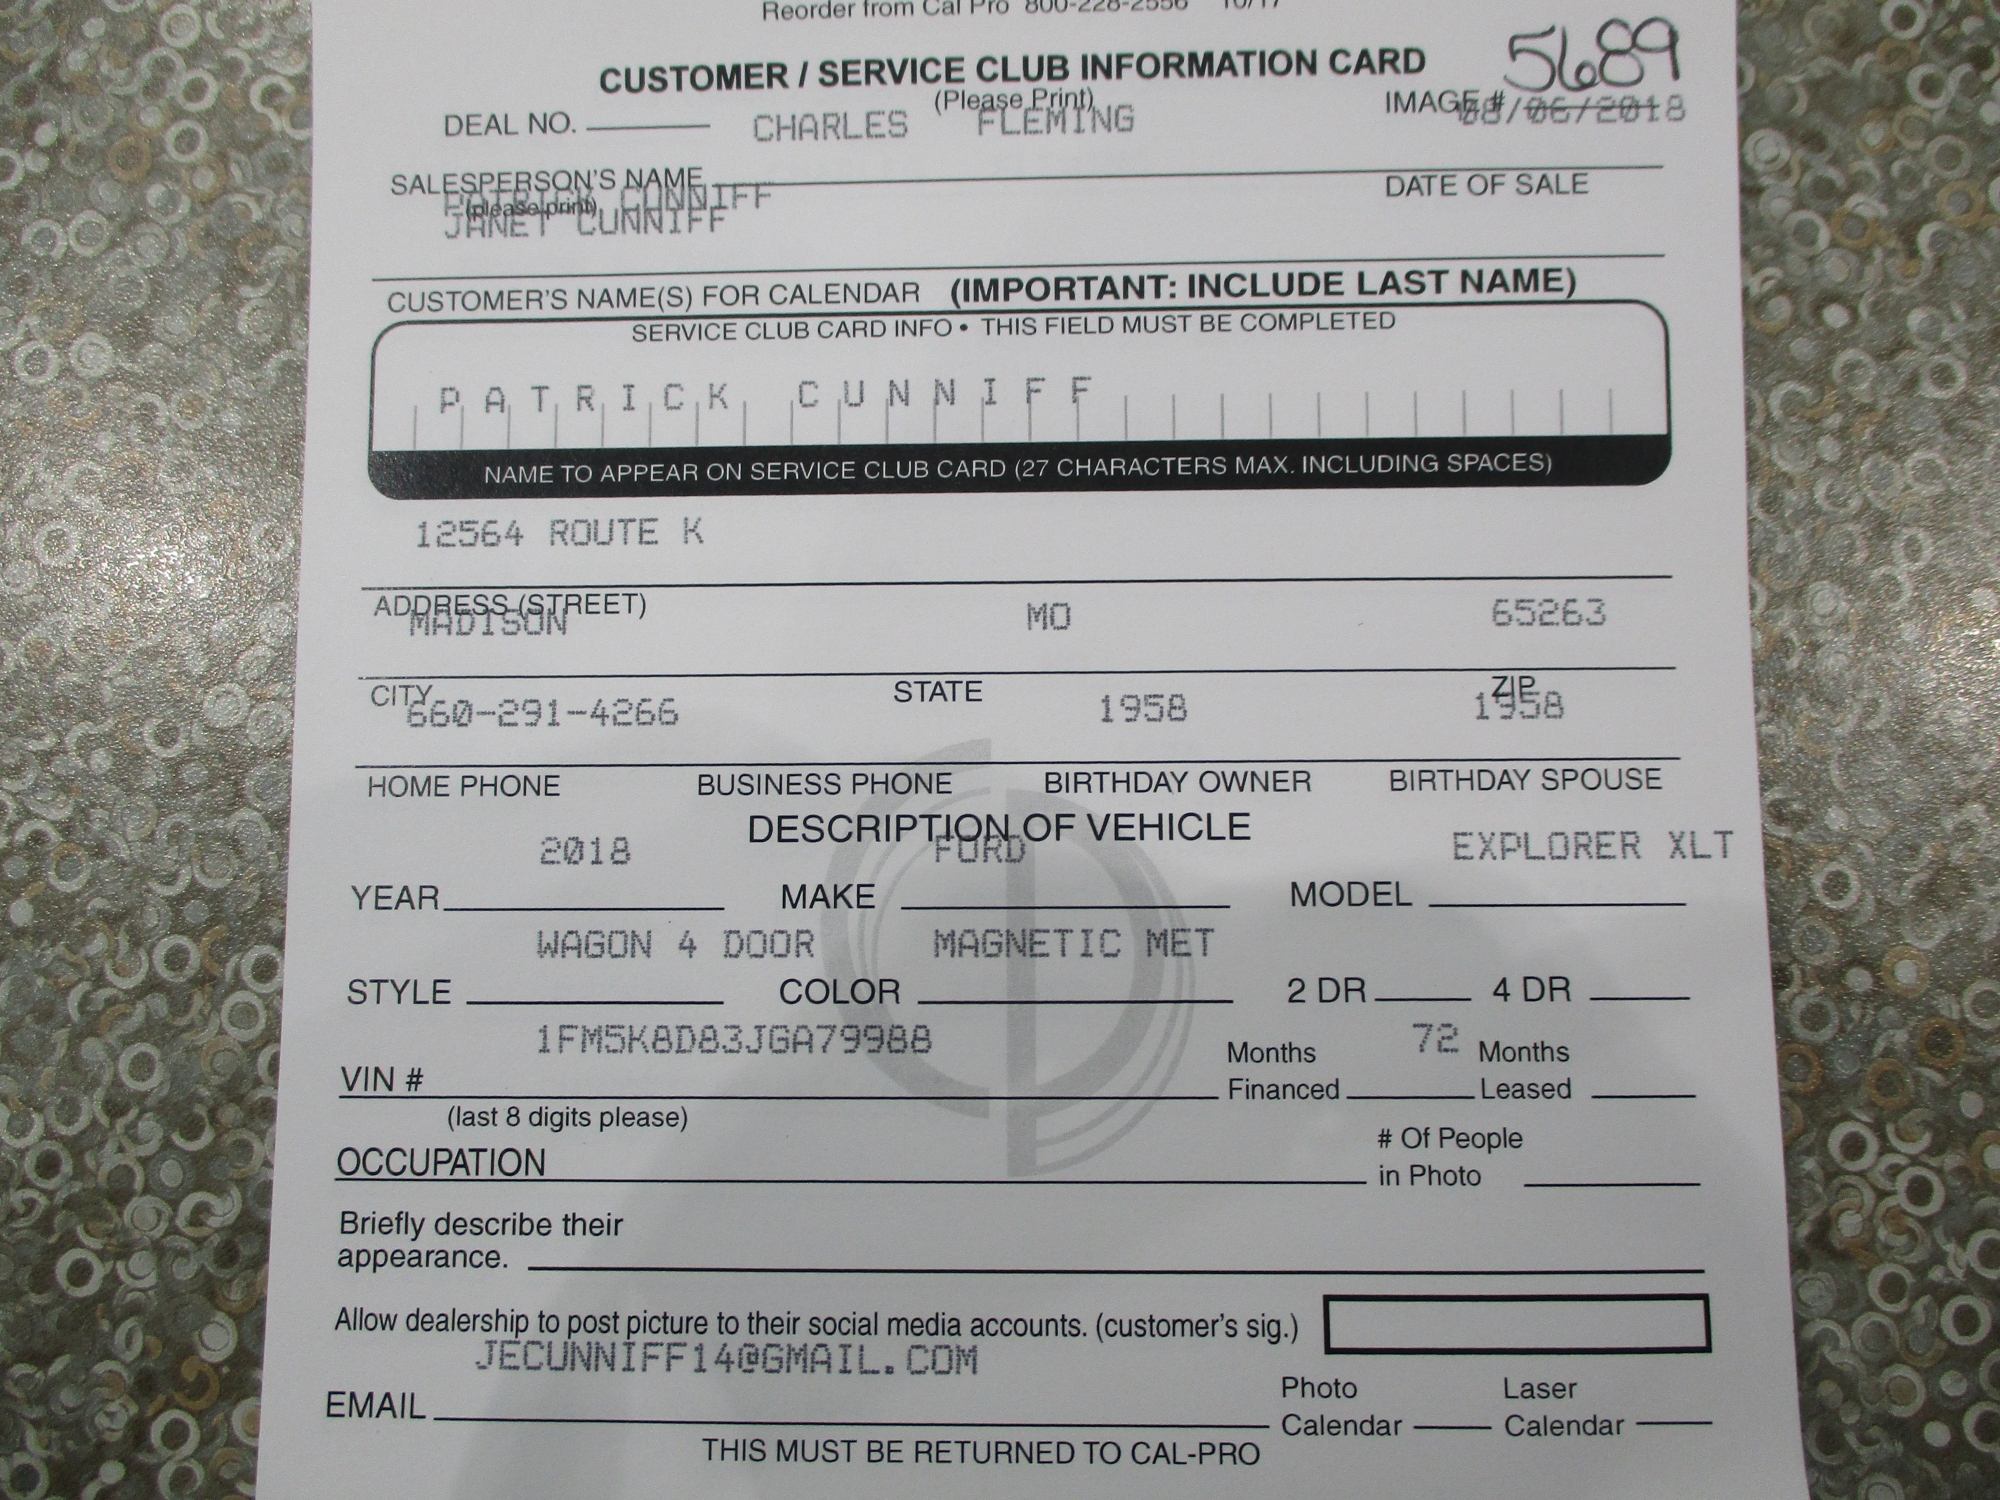 Reorder from Cal Pro 800-228-2556 10/17
5689
CUSTOMER / SERVICE CLUB INFORMATION CARD
(Please Print)
DEAL NO. CHARLES FLEMING IMAGE # 08/06/2018
SALESPERSON'S NAME DATE OF SALE
(please print)
PATRICK CUNNIFF
JANET CUNNIFF
CUSTOMER'S NAME(S) FOR CALENDAR (IMPORTANT: INCLUDE LAST NAME)
SERVICE CLUB CARD INFO • THIS FIELD MUST BE COMPLETED
PATRICK CUNNIFF
NAME TO APPEAR ON SERVICE CLUB CARD (27 CHARACTERS MAX. INCLUDING SPACES)
12564 ROUTE K
ADDRESS (STREET)
MADISON MO 65263
CITY STATE ZIP
660-291-4266 1958 1958
HOME PHONE BUSINESS PHONE BIRTHDAY OWNER BIRTHDAY SPOUSE
DESCRIPTION OF VEHICLE
2018 FORD EXPLORER XLT
YEAR MAKE MODEL
WAGON 4 DOOR MAGNETIC MET
STYLE COLOR 2 DR 4 DR
1FM5K8D83JGA79988 72
VIN # Months Financed Months Leased
(last 8 digits please)
OCCUPATION # Of People in Photo
Briefly describe their
appearance.
Allow dealership to post picture to their social media accounts. (customer's sig.)
JECUNNIFF14@GMAIL.COM
EMAIL Photo Calendar Laser Calendar
THIS MUST BE RETURNED TO CAL-PRO